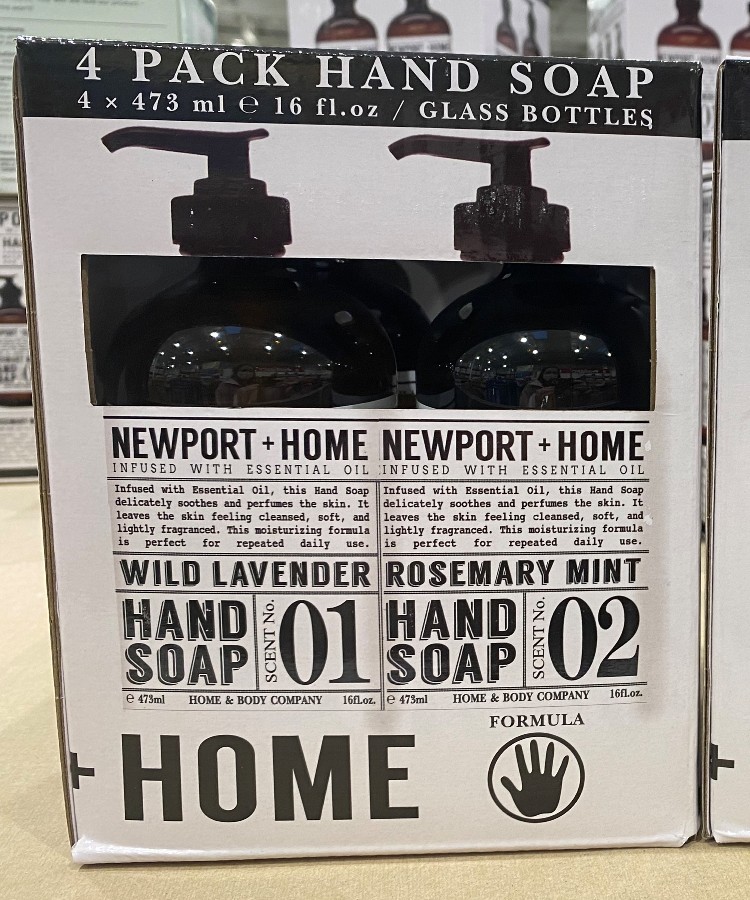 4 PACK HAND SOAP
4 × 473 ml ℮ 16 fl.oz / GLASS BOTTLES
NEWPORT + HOME
INFUSED WITH ESSENTIAL OIL
Infused with Essential Oil, this Hand Soap
delicately soothes and perfumes the skin. It
leaves the skin feeling cleansed, soft, and
lightly fragranced. This moisturizing formula
is perfect for repeated daily use.
WILD LAVENDER
HAND
SOAP
SCENT No.
01
℮ 473ml HOME & BODY COMPANY 16fl.oz.
NEWPORT + HOME
INFUSED WITH ESSENTIAL OIL
Infused with Essential Oil, this Hand Soap
delicately soothes and perfumes the skin. It
leaves the skin feeling cleansed, soft, and
lightly fragranced. This moisturizing formula
is perfect for repeated daily use.
ROSEMARY MINT
HAND
SOAP
SCENT No.
02
℮ 473ml HOME & BODY COMPANY 16fl.oz.
+ HOME
FORMULA
+